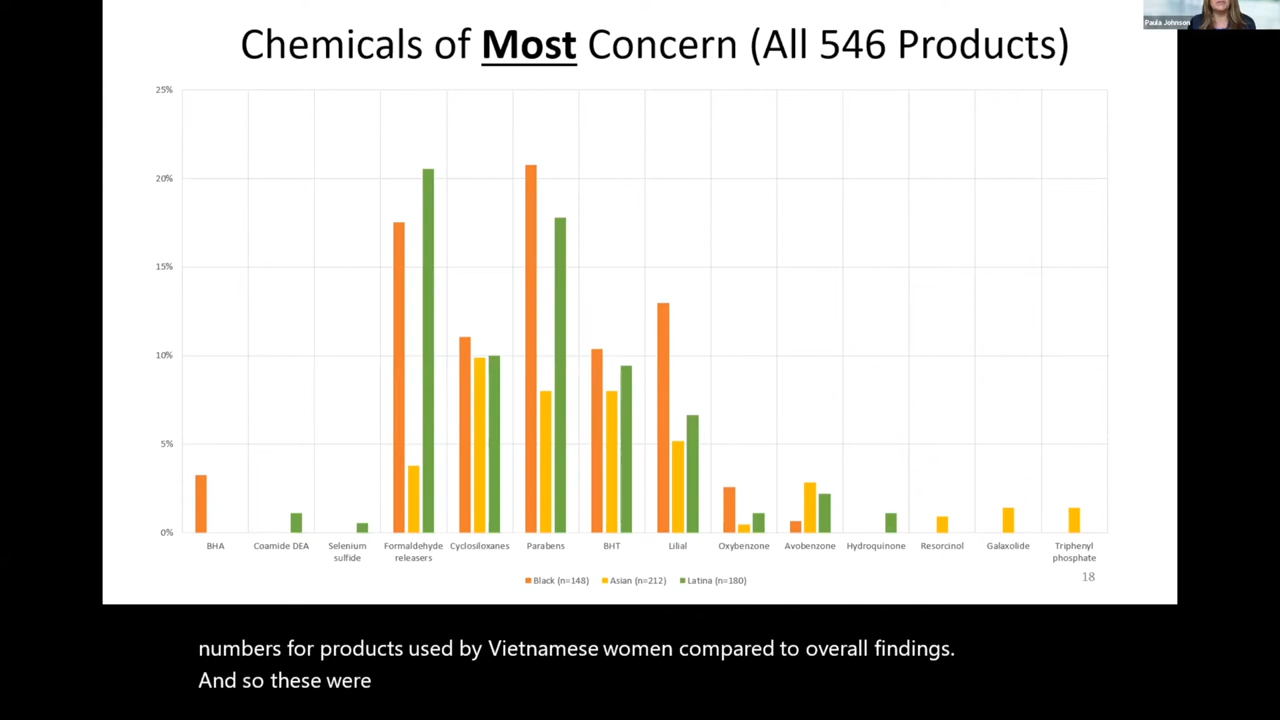 Paula Johnson
Chemicals of Most Concern (All 546 Products)
25%
20%
15%
10%
5%
0%
BHA
Coamide DEA
Selenium
sulfide
Formaldehyde
releasers
Cyclosiloxanes
Parabens
BHT
Lilial
Oxybenzone
Avobenzone
Hydroquinone
Resorcinol
Galaxolide
Triphenyl
phosphate
Black (n=148)
Asian (n=212)
Latina (n=180)
18
numbers for products used by Vietnamese women compared to overall findings.
And so these were